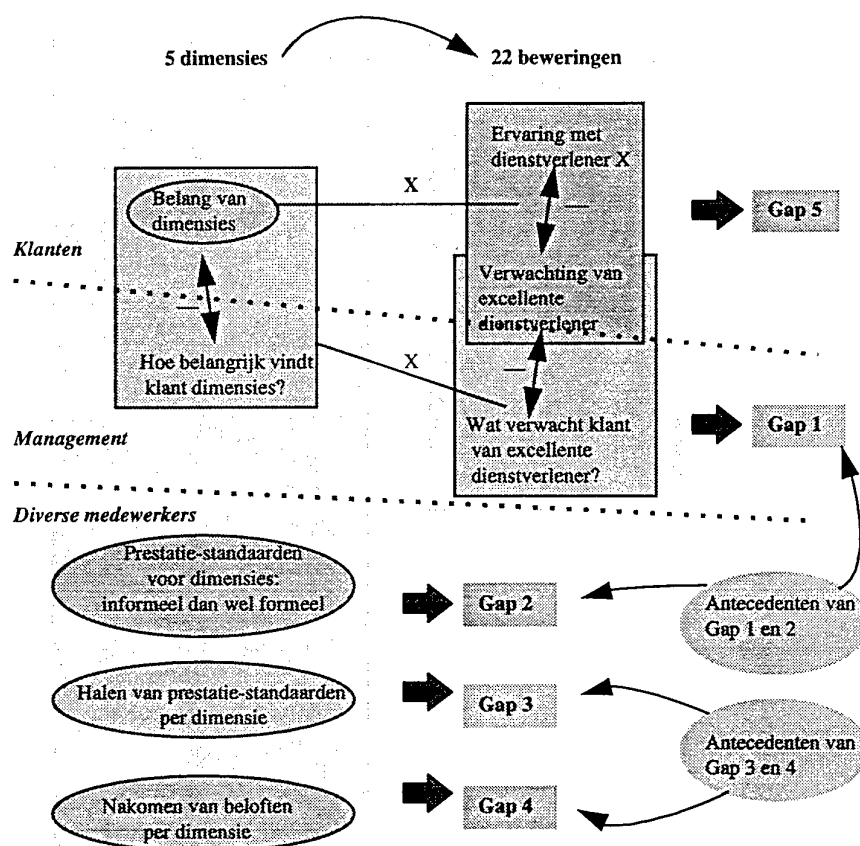 5 dimensies
22 beweringen
Ervaring met
dienstverlener X
X
Belang van
dimensies
Gap 5
Klanten
Verwachting van
excellente
dienstverlener
Hoe belangrijk vindt
klant dimensies?
X
Wat verwacht klant
van excellente
dienstverlener?
Gap 1
Management
Diverse medewerkers
Prestatie-standaarden
voor dimensies:
informeel dan wel formeel
Gap 2
Antecedenten van
Gap 1 en 2
Halen van prestatie-standaarden
per dimensie
Gap 3
Antecedenten van
Gap 3 en 4
Nakomen van beloften
per dimensie
Gap 4